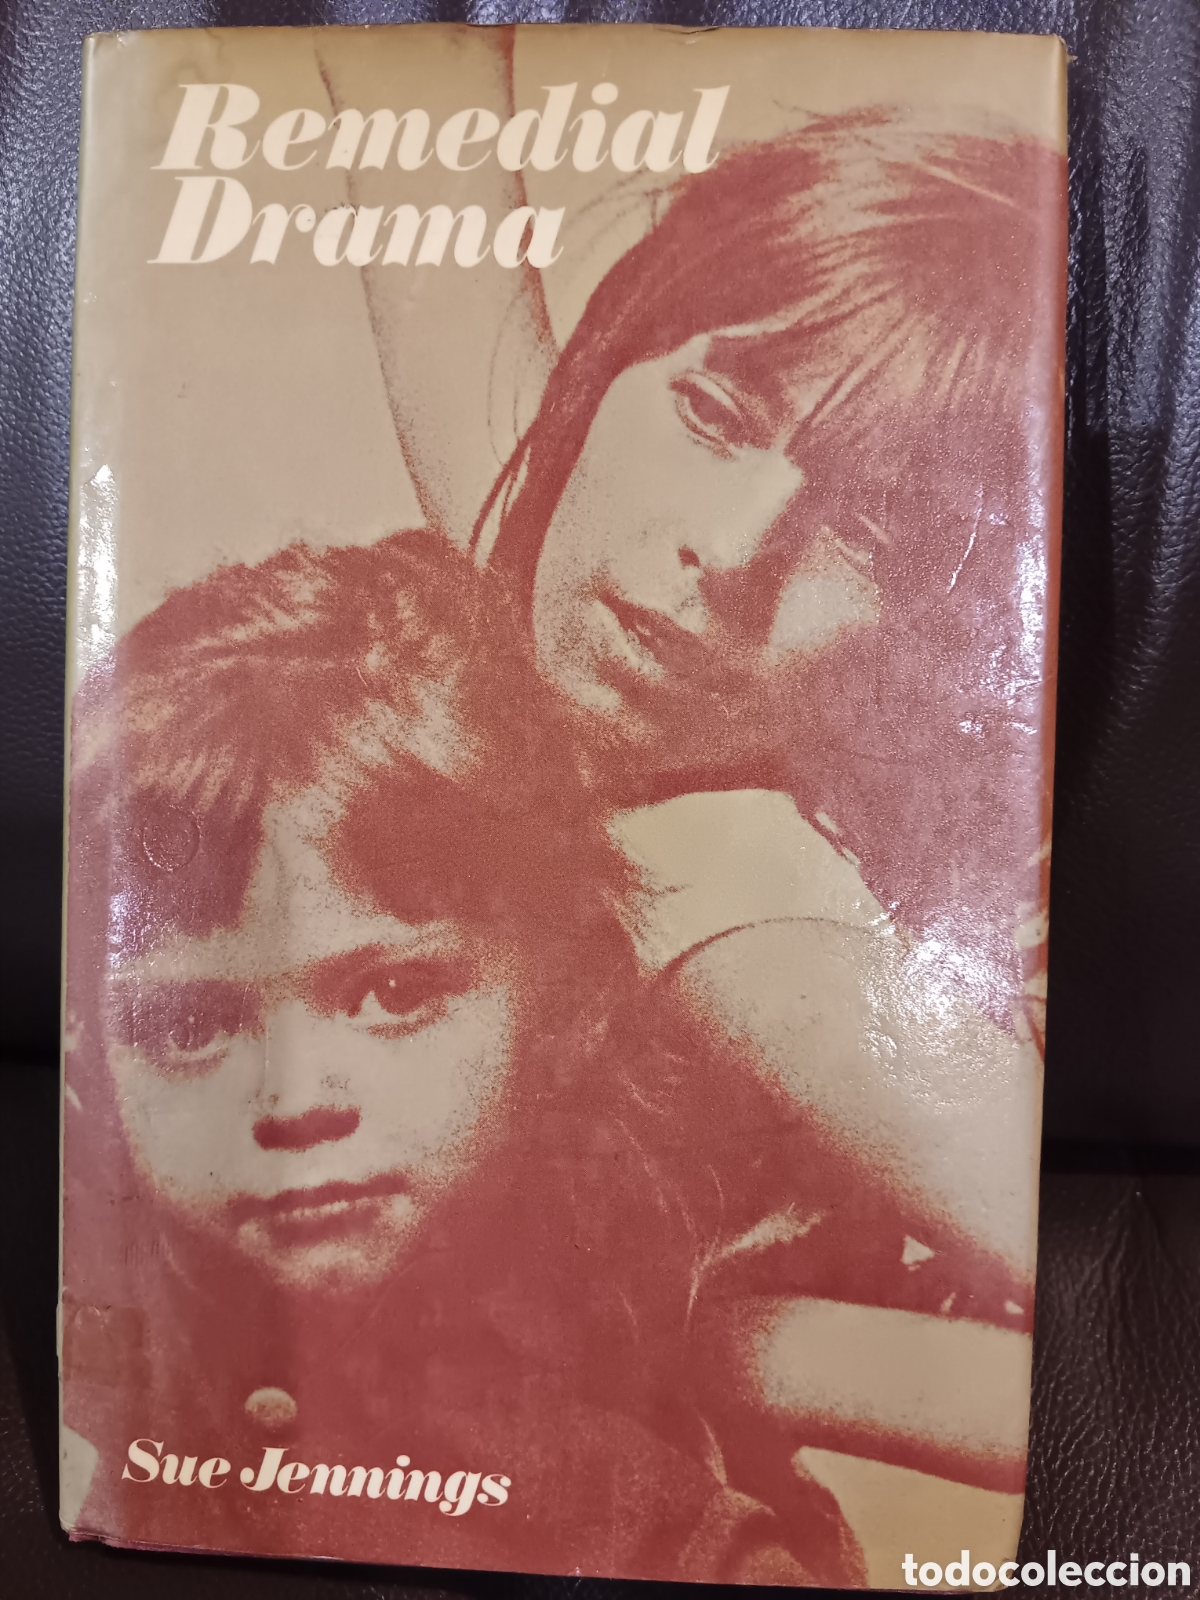 Remedial
Drama
Sue Jennings
todocoleccion